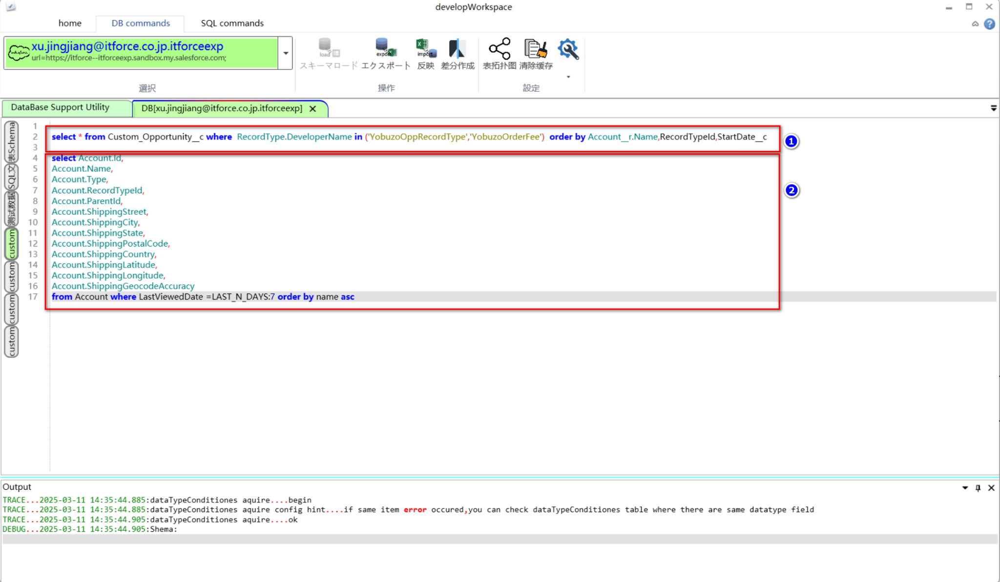 developWorkspace
home DB commands SQL commands
xu.jingjiang@itforce.co.jp.itforceexp
url=https://itforce--itforceexp.sandbox.my.salesforce.com;
load export import
スキーマロード エクスポート 反映 差分作成 表拓扑图 清除缓存
選択 操作 設定
DataBase Support Utility DB[xu.jingjiang@itforce.co.jp.itforceexp]
表Schema
SQL文
测试数据
custom
custom
custom
custom
1
2 select * from Custom_Opportunity__c where RecordType.DeveloperName in ('YobuzoOppRecordType','YobuzoOrderFee') order by Account__r.Name,RecordTypeId,StartDate__c
1
3
4 select Account.Id,
5 Account.Name,
6 Account.Type,
7 Account.RecordTypeId,
2
8 Account.ParentId,
9 Account.ShippingStreet,
10 Account.ShippingCity,
11 Account.ShippingState,
12 Account.ShippingPostalCode,
13 Account.ShippingCountry,
14 Account.ShippingLatitude,
15 Account.ShippingLongitude,
16 Account.ShippingGeocodeAccuracy
17 from Account where LastViewedDate =LAST_N_DAYS:7 order by name asc
Output
TRACE...2025-03-11 14:35:44.885:dataTypeConditiones aquire....begin
TRACE...2025-03-11 14:35:44.885:dataTypeConditiones aquire config hint....if same item error occured,you can check dataTypeConditiones table where there are same datatype field
TRACE...2025-03-11 14:35:44.905:dataTypeConditiones aquire....ok
DEBUG...2025-03-11 14:35:44.905:Shema: